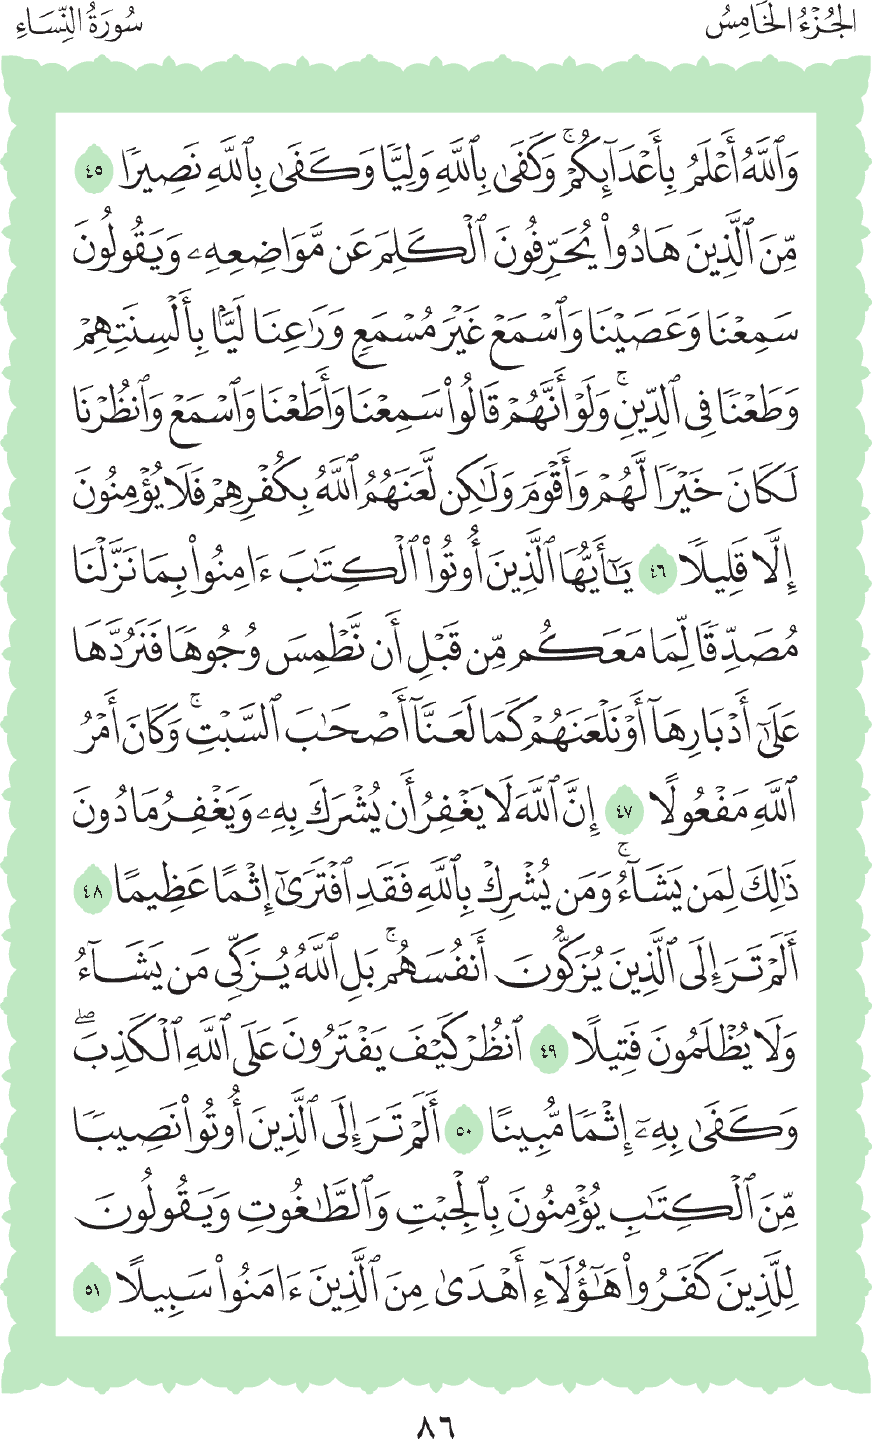 الجُزْءُ الخَامِسُ
سُورَةُ النِّسَاءِ
وَٱللَّهُ أَعْلَمُ بِأَعْدَآئِكُمْۚ وَكَفَىٰ بِٱللَّهِ وَلِيًّا وَكَفَىٰ بِٱللَّهِ نَصِيرًا ٤٥
مِّنَ ٱلَّذِينَ هَادُوا۟ يُحَرِّفُونَ ٱلْكَلِمَ عَن مَّوَاضِعِهِۦ وَيَقُولُونَ
سَمِعْنَا وَعَصَيْنَا وَٱسْمَعْ غَيْرَ مُسْمَعٍ وَرَٰعِنَا لَيًّۢا بِأَلْسِنَتِهِمْ
وَطَعْنًا فِى ٱلدِّينِۚ وَلَوْ أَنَّهُمْ قَالُوا۟ سَمِعْنَا وَأَطَعْنَا وَٱسْمَعْ وَٱنظُرْنَا
لَكَانَ خَيْرًا لَّهُمْ وَأَقْوَمَ وَلَٰكِن لَّعَنَهُمُ ٱللَّهُ بِكُفْرِهِمْ فَلَا يُؤْمِنُونَ
إِلَّا قَلِيلًا ٤٦ يَٰٓأَيُّهَا ٱلَّذِينَ أُوتُوا۟ ٱلْكِتَٰبَ ءَامِنُوا۟ بِمَا نَزَّلْنَا
مُصَدِّقًا لِّمَا مَعَكُم مِّن قَبْلِ أَن نَّطْمِسَ وُجُوهًا فَنَرُدَّهَا
عَلَىٰٓ أَدْبَارِهَآ أَوْ نَلْعَنَهُمْ كَمَا لَعَنَّآ أَصْحَٰبَ ٱلسَّبْتِۚ وَكَانَ أَمْرُ
ٱللَّهِ مَفْعُولًا ٤٧ إِنَّ ٱللَّهَ لَا يَغْفِرُ أَن يُشْرَكَ بِهِۦ وَيَغْفِرُ مَا دُونَ
ذَٰلِكَ لِمَن يَشَآءُۚ وَمَن يُشْرِكْ بِٱللَّهِ فَقَدِ ٱفْتَرَىٰٓ إِثْمًا عَظِيمًا ٤٨
أَلَمْ تَرَ إِلَى ٱلَّذِينَ يُزَكُّونَ أَنفُسَهُمۚ بَلِ ٱللَّهُ يُزَكِّى مَن يَشَآءُ
وَلَا يُظْلَمُونَ فَتِيلًا ٤٩ ٱنظُرْ كَيْفَ يَفْتَرُونَ عَلَى ٱللَّهِ ٱلْكَذِبَۖ
وَكَفَىٰ بِهِۦٓ إِثْمًا مُّبِينًا ٥٠ أَلَمْ تَرَ إِلَى ٱلَّذِينَ أُوتُوا۟ نَصِيبًا
مِّنَ ٱلْكِتَٰبِ يُؤْمِنُونَ بِٱلْجِبْتِ وَٱلطَّٰغُوتِ وَيَقُولُونَ
لِلَّذِينَ كَفَرُوا۟ هَٰٓؤُلَآءِ أَهْدَىٰ مِنَ ٱلَّذِينَ ءَامَنُوا۟ سَبِيلًا ٥١
٨٦